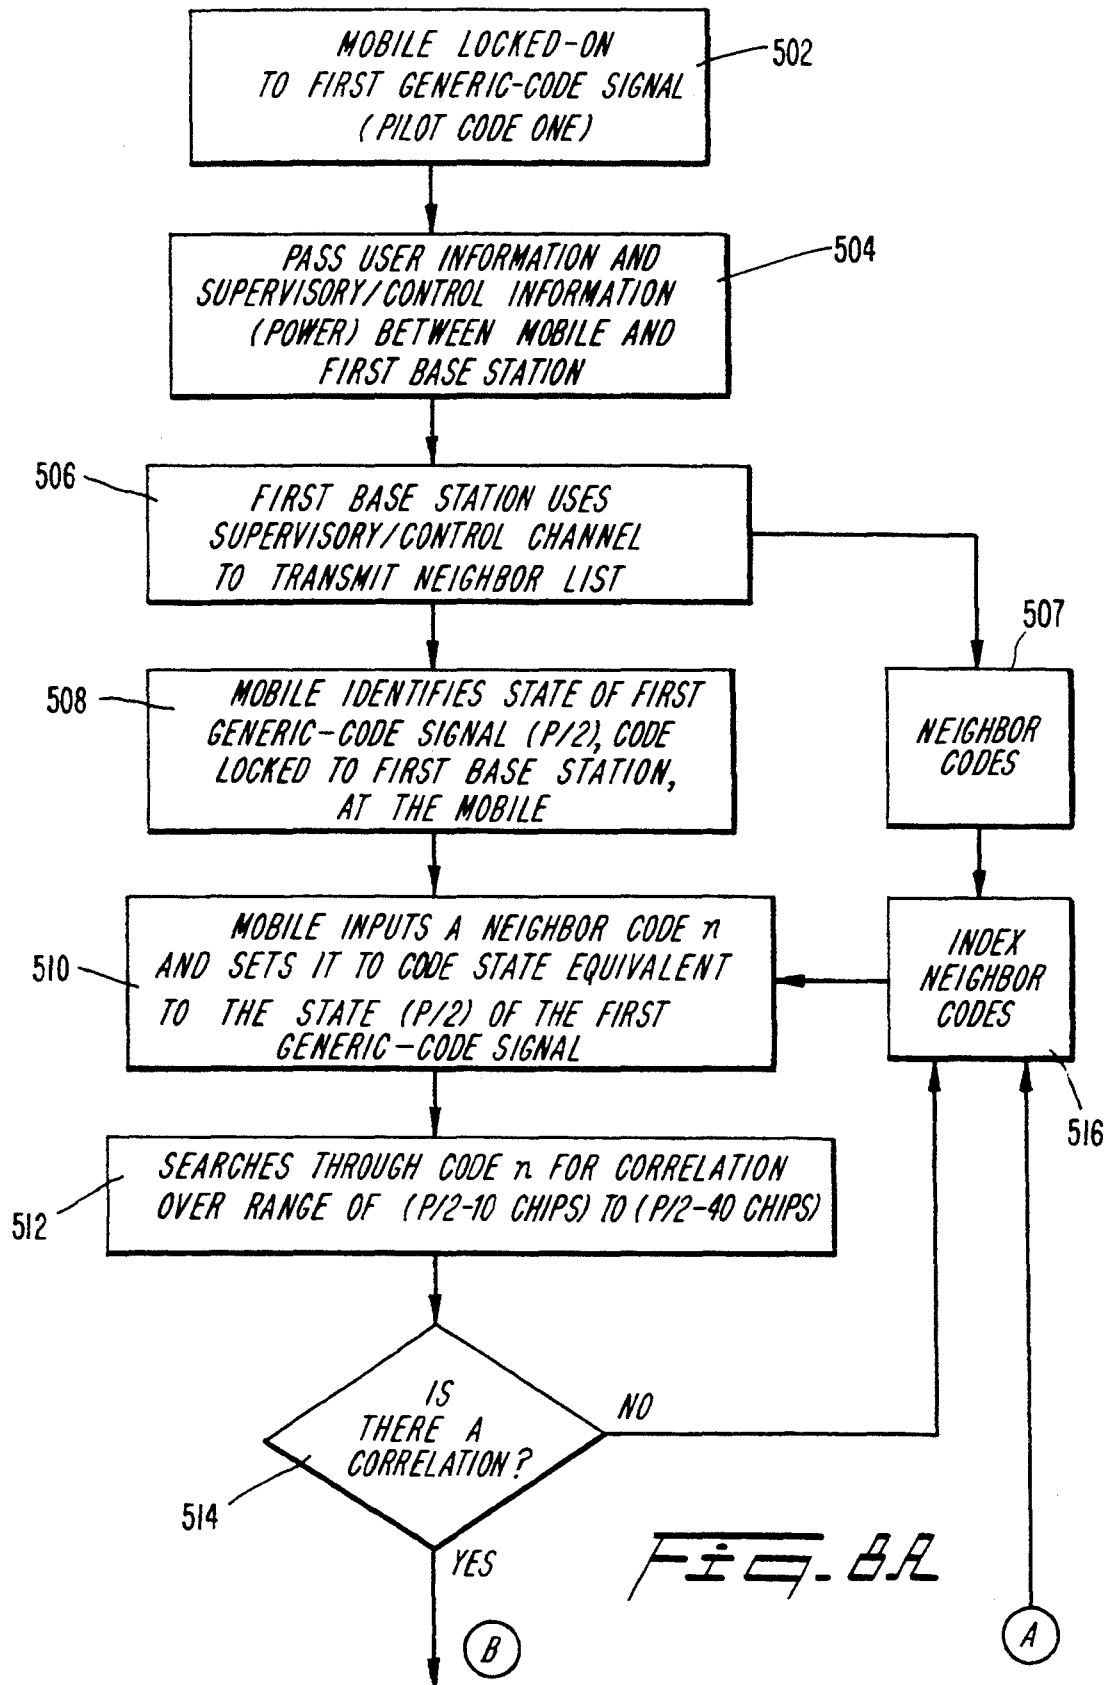 MOBILE LOCKED-ON
TO FIRST GENERIC-CODE SIGNAL
(PILOT CODE ONE)
502
PASS USER INFORMATION AND
SUPERVISORY/CONTROL INFORMATION
(POWER) BETWEEN MOBILE AND
FIRST BASE STATION
504
506
FIRST BASE STATION USES
SUPERVISORY/CONTROL CHANNEL
TO TRANSMIT NEIGHBOR LIST
507
NEIGHBOR
CODES
508
MOBILE IDENTIFIES STATE OF FIRST
GENERIC-CODE SIGNAL (P/2), CODE
LOCKED TO FIRST BASE STATION,
AT THE MOBILE
510
MOBILE INPUTS A NEIGHBOR CODE n
AND SETS IT TO CODE STATE EQUIVALENT
TO THE STATE (P/2) OF THE FIRST
GENERIC-CODE SIGNAL
INDEX
NEIGHBOR
CODES
516
512
SEARCHES THROUGH CODE n FOR CORRELATION
OVER RANGE OF (P/2-10 CHIPS) TO (P/2-40 CHIPS)
IS
THERE A
CORRELATION?
514
NO
YES
B
Fig. 8A
A